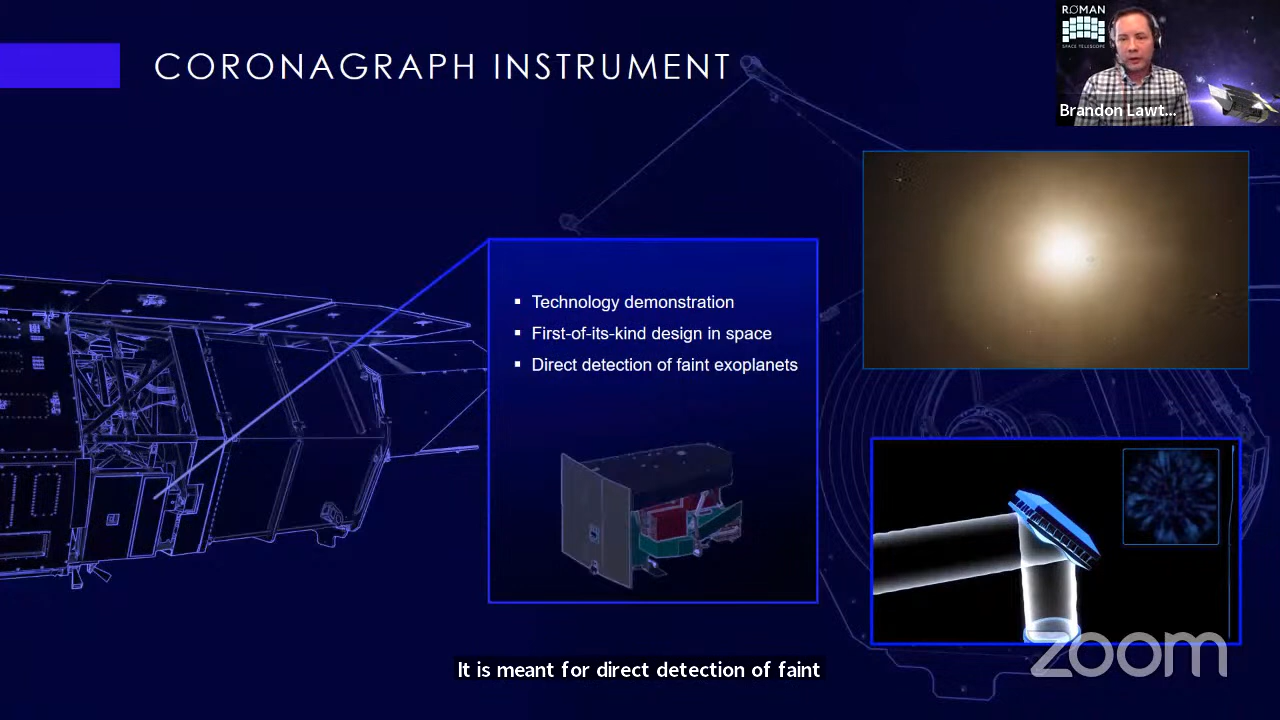 CORONAGRAPH INSTRUMENT
ROMAN
SPACE TELESCOPE
Brandon Lawt...
▪ Technology demonstration
▪ First-of-its-kind design in space
▪ Direct detection of faint exoplanets
It is meant for direct detection of faint
zoom